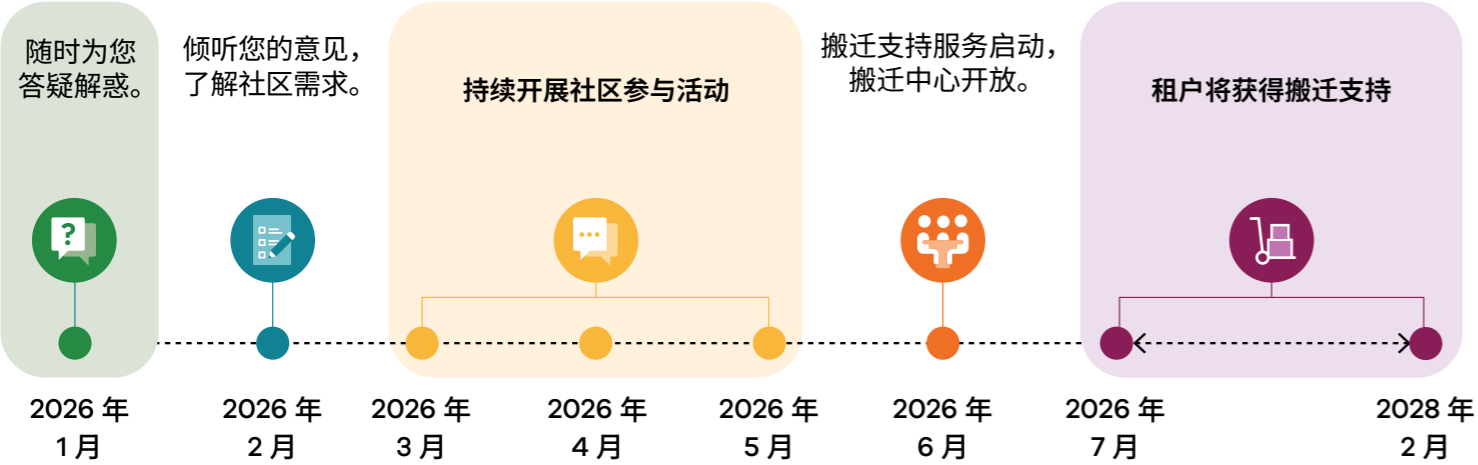 随时为您
答疑解惑。
倾听您的意见，
了解社区需求。
持续开展社区参与活动
搬迁支持服务启动，
搬迁中心开放。
租户将获得搬迁支持
?
2026 年
1 月
2026 年
2 月
2026 年
3 月
2026 年
4 月
2026 年
5 月
2026 年
6 月
2026 年
7 月
2028 年
2 月